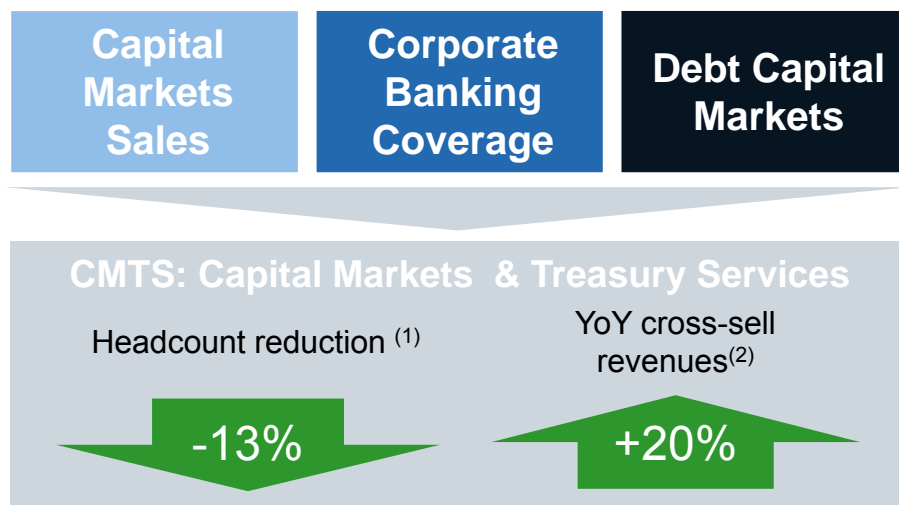 Capital
Markets
Sales
Corporate
Banking
Coverage
Debt Capital
Markets
CMTS: Capital Markets & Treasury Services
Headcount reduction (1)
YoY cross-sell
revenues(2)
-13%
+20%